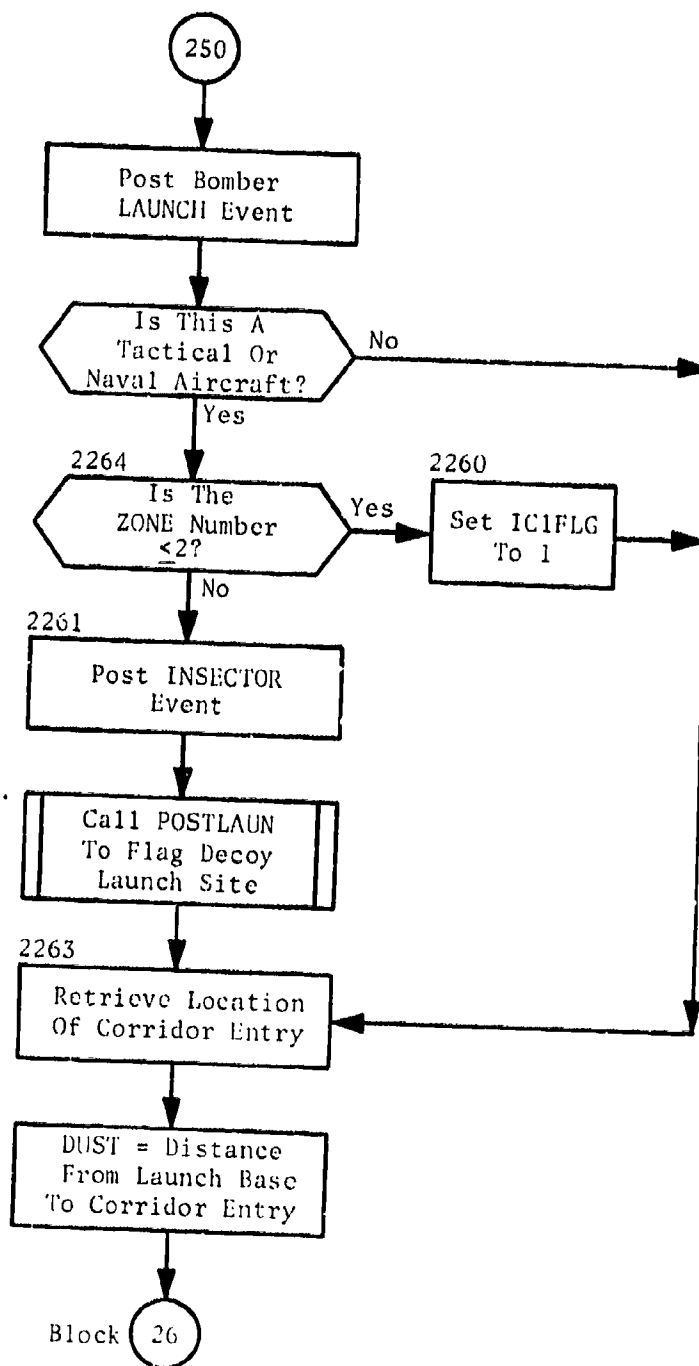 250
Post Bomber
LAUNCH Event
Is This A
Tactical Or
Naval Aircraft?
No
Yes
2264
Is The
ZONE Number
≤2?
Yes
No
2260
Set IC1FLG
To 1
2261
Post INSECTOR
Event
Call POSTLAUN
To Flag Decoy
Launch Site
2263
Retrieve Location
Of Corridor Entry
DUST = Distance
From Launch Base
To Corridor Entry
Block 26